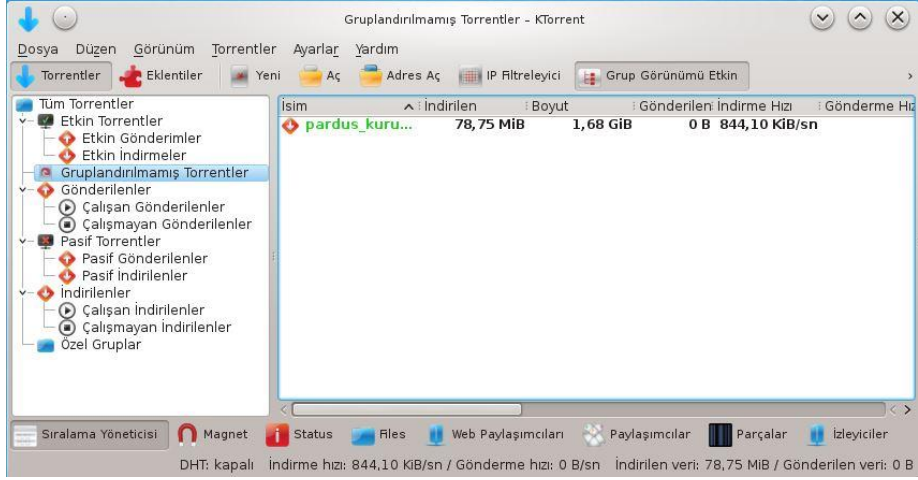 Gruplandırılmamış Torrentler – KTorrent
Dosya Düzen Görünüm Torrentler Ayarlar Yardım
Torrentler Eklentiler Yeni Aç Adres Aç IP Filtreleyici Grup Görünümü Etkin
Tüm Torrentler
Etkin Torrentler
Etkin Gönderimler
Etkin İndirmeler
Gruplandırılmamış Torrentler
Gönderilenler
Çalışan Gönderilenler
Çalışmayan Gönderilenler
Pasif Torrentler
Pasif Gönderilenler
Pasif İndirilenler
İndirilenler
Çalışan İndirilenler
Çalışmayan İndirilenler
Özel Gruplar
İsim İndirilen Boyut Gönderilen İndirme Hızı Gönderme Hız
pardus_kuru... 78,75 MiB 1,68 GiB 0 B 844,10 KiB/sn
Sıralama Yöneticisi Magnet Status Files Web Paylaşımcıları Paylaşımcılar Parçalar İzleyiciler
DHT: kapalı İndirme hızı: 844,10 KiB/sn / Gönderme hızı: 0 B/sn İndirilen veri: 78,75 MiB / Gönderilen veri: 0 B